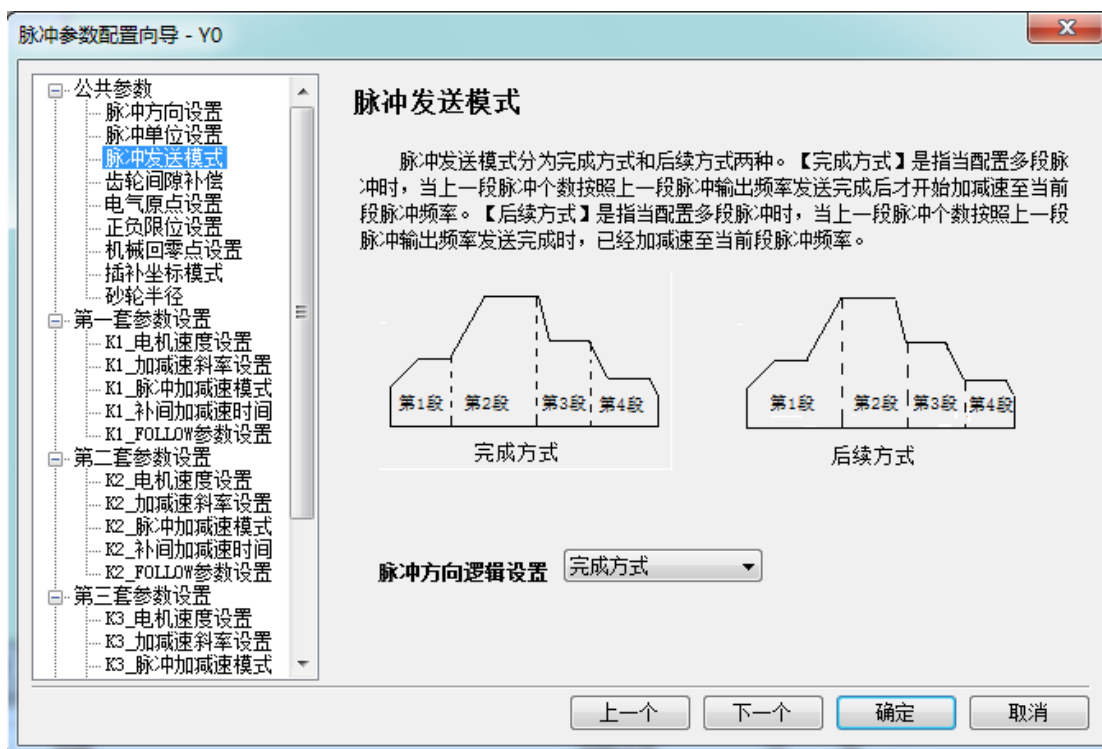 脉冲参数配置向导 - Y0
公共参数
脉冲方向设置
脉冲单位设置
脉冲发送模式
齿轮间隙补偿
电气原点设置
正负限位设置
机械回零点设置
插补坐标模式
砂轮半径
第一套参数设置
K1_电机速度设置
K1_加减速斜率设置
K1_脉冲加减速模式
K1_补间加减速时间
K1_FOLLOW参数设置
第二套参数设置
K2_电机速度设置
K2_加减速斜率设置
K2_脉冲加减速模式
K2_补间加减速时间
K2_FOLLOW参数设置
第三套参数设置
K3_电机速度设置
K3_加减速斜率设置
K3_脉冲加减速模式
脉冲发送模式
脉冲发送模式分为完成方式和后续方式两种。【完成方式】是指当配置多段脉
冲时，当上一段脉冲个数按照上一段脉冲输出频率发送完成后才开始加减速至当前
段脉冲频率。【后续方式】是指当配置多段脉冲时，当上一段脉冲个数按照上一段
脉冲输出频率发送完成时，已经加减速至当前段脉冲频率。
第1段 第2段 第3段 第4段
完成方式
第1段 第2段 第3段 第4段
后续方式
脉冲方向逻辑设置 完成方式
上一个 下一个 确定 取消